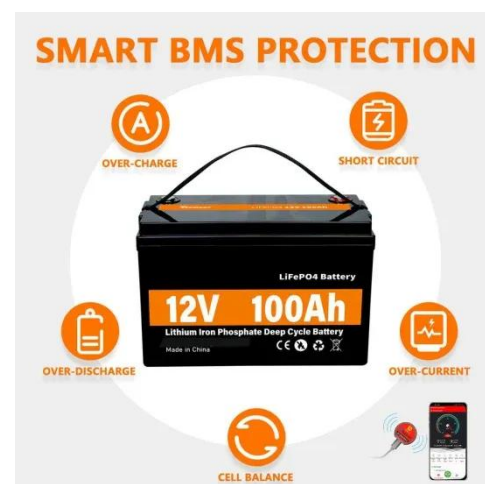 SMART BMS PROTECTION
OVER-CHARGE
SHORT CIRCUIT
LiFePO4 Battery
12V 100Ah
Lithium Iron Phosphate Deep Cycle Battery
Made in China
CE
OVER-DISCHARGE
OVER-CURRENT
CELL BALANCE